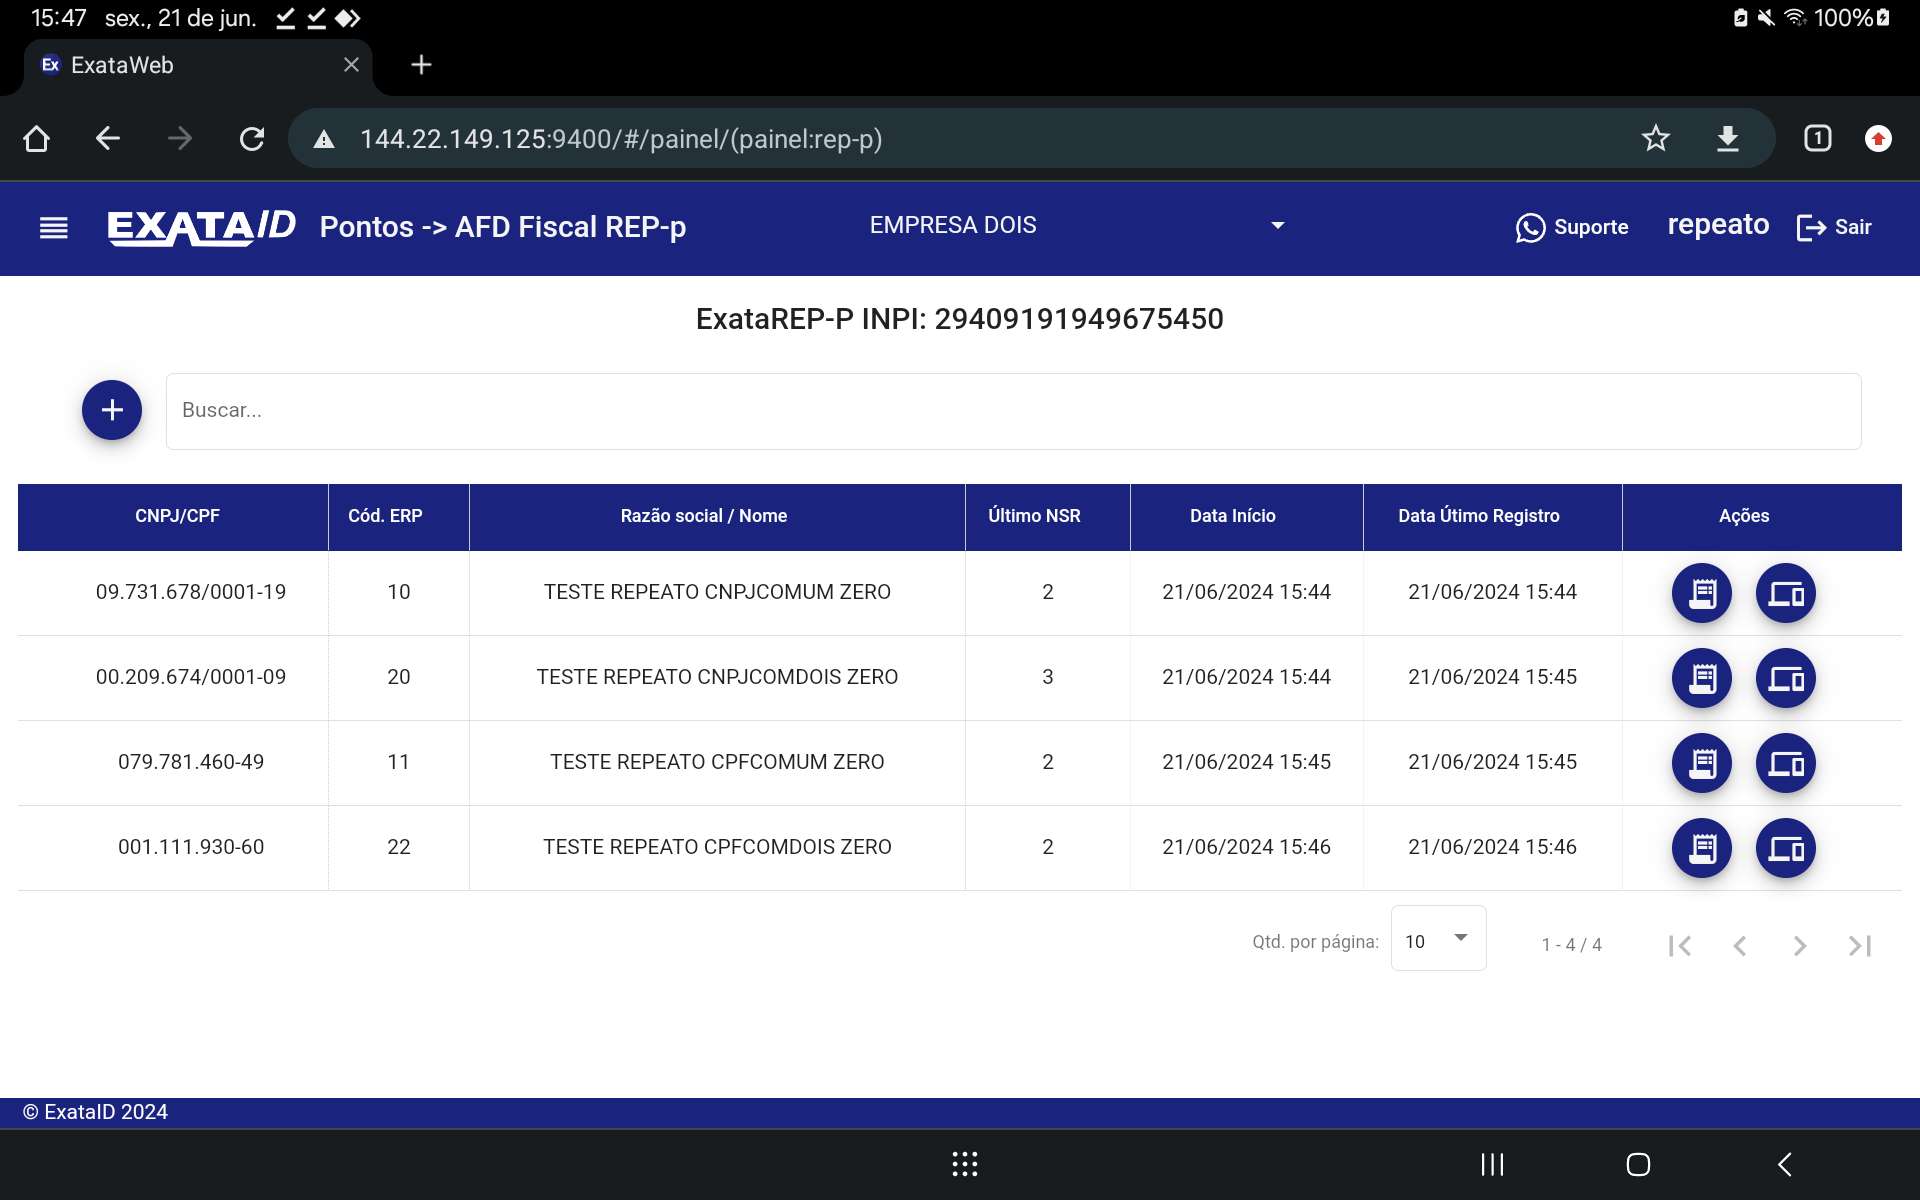 15:47 sex., 21 de jun. 100%
Ex ExataWeb
144.22.149.125:9400/#/painel/(painel:rep-p) 1
EXATAID Pontos -> AFD Fiscal REP-p EMPRESA DOIS Suporte repeato Sair
ExataREP-P INPI: 29409191949675450
Buscar...
CNPJ/CPF Cód. ERP Razão social / Nome Último NSR Data Início Data Útimo Registro Ações
09.731.678/0001-19 10 TESTE REPEATO CNPJCOMUM ZERO 2 21/06/2024 15:44 21/06/2024 15:44
00.209.674/0001-09 20 TESTE REPEATO CNPJCOMDOIS ZERO 3 21/06/2024 15:44 21/06/2024 15:45
079.781.460-49 11 TESTE REPEATO CPFCOMUM ZERO 2 21/06/2024 15:45 21/06/2024 15:45
001.111.930-60 22 TESTE REPEATO CPFCOMDOIS ZERO 2 21/06/2024 15:46 21/06/2024 15:46
Qtd. por página: 10 1 - 4 / 4
© ExataID 2024